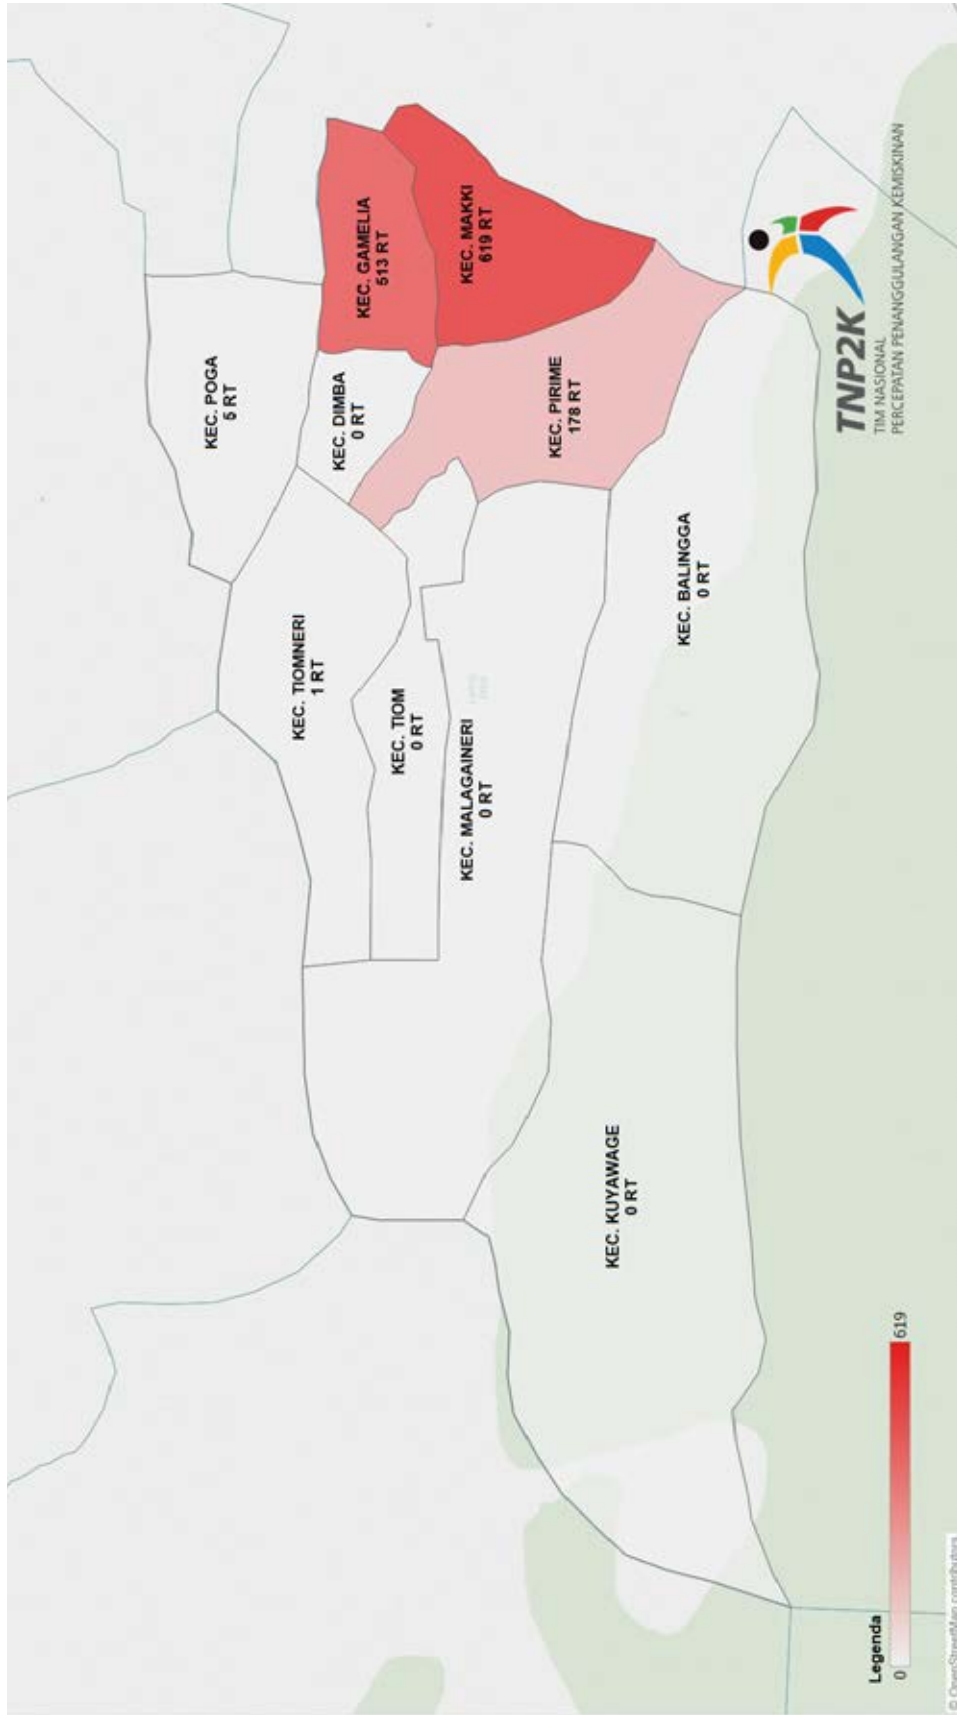 KEC. POGA
5 RT
KEC. GAMELIA
513 RT
KEC. DIMBA
0 RT
KEC. MAKKI
619 RT
KEC. TIOMNERI
1 RT
KEC. TIOM
0 RT
KEC. PIRIME
178 RT
KEC. MALAGAINERI
0 RT
KEC. BALINGGA
0 RT
KEC. KUYAWAGE
0 RT
TNP2K
TIM NASIONAL
PERCEPATAN PENANGGULANGAN KEMISKINAN
Legenda
0 619
© OpenStreetMap contributors